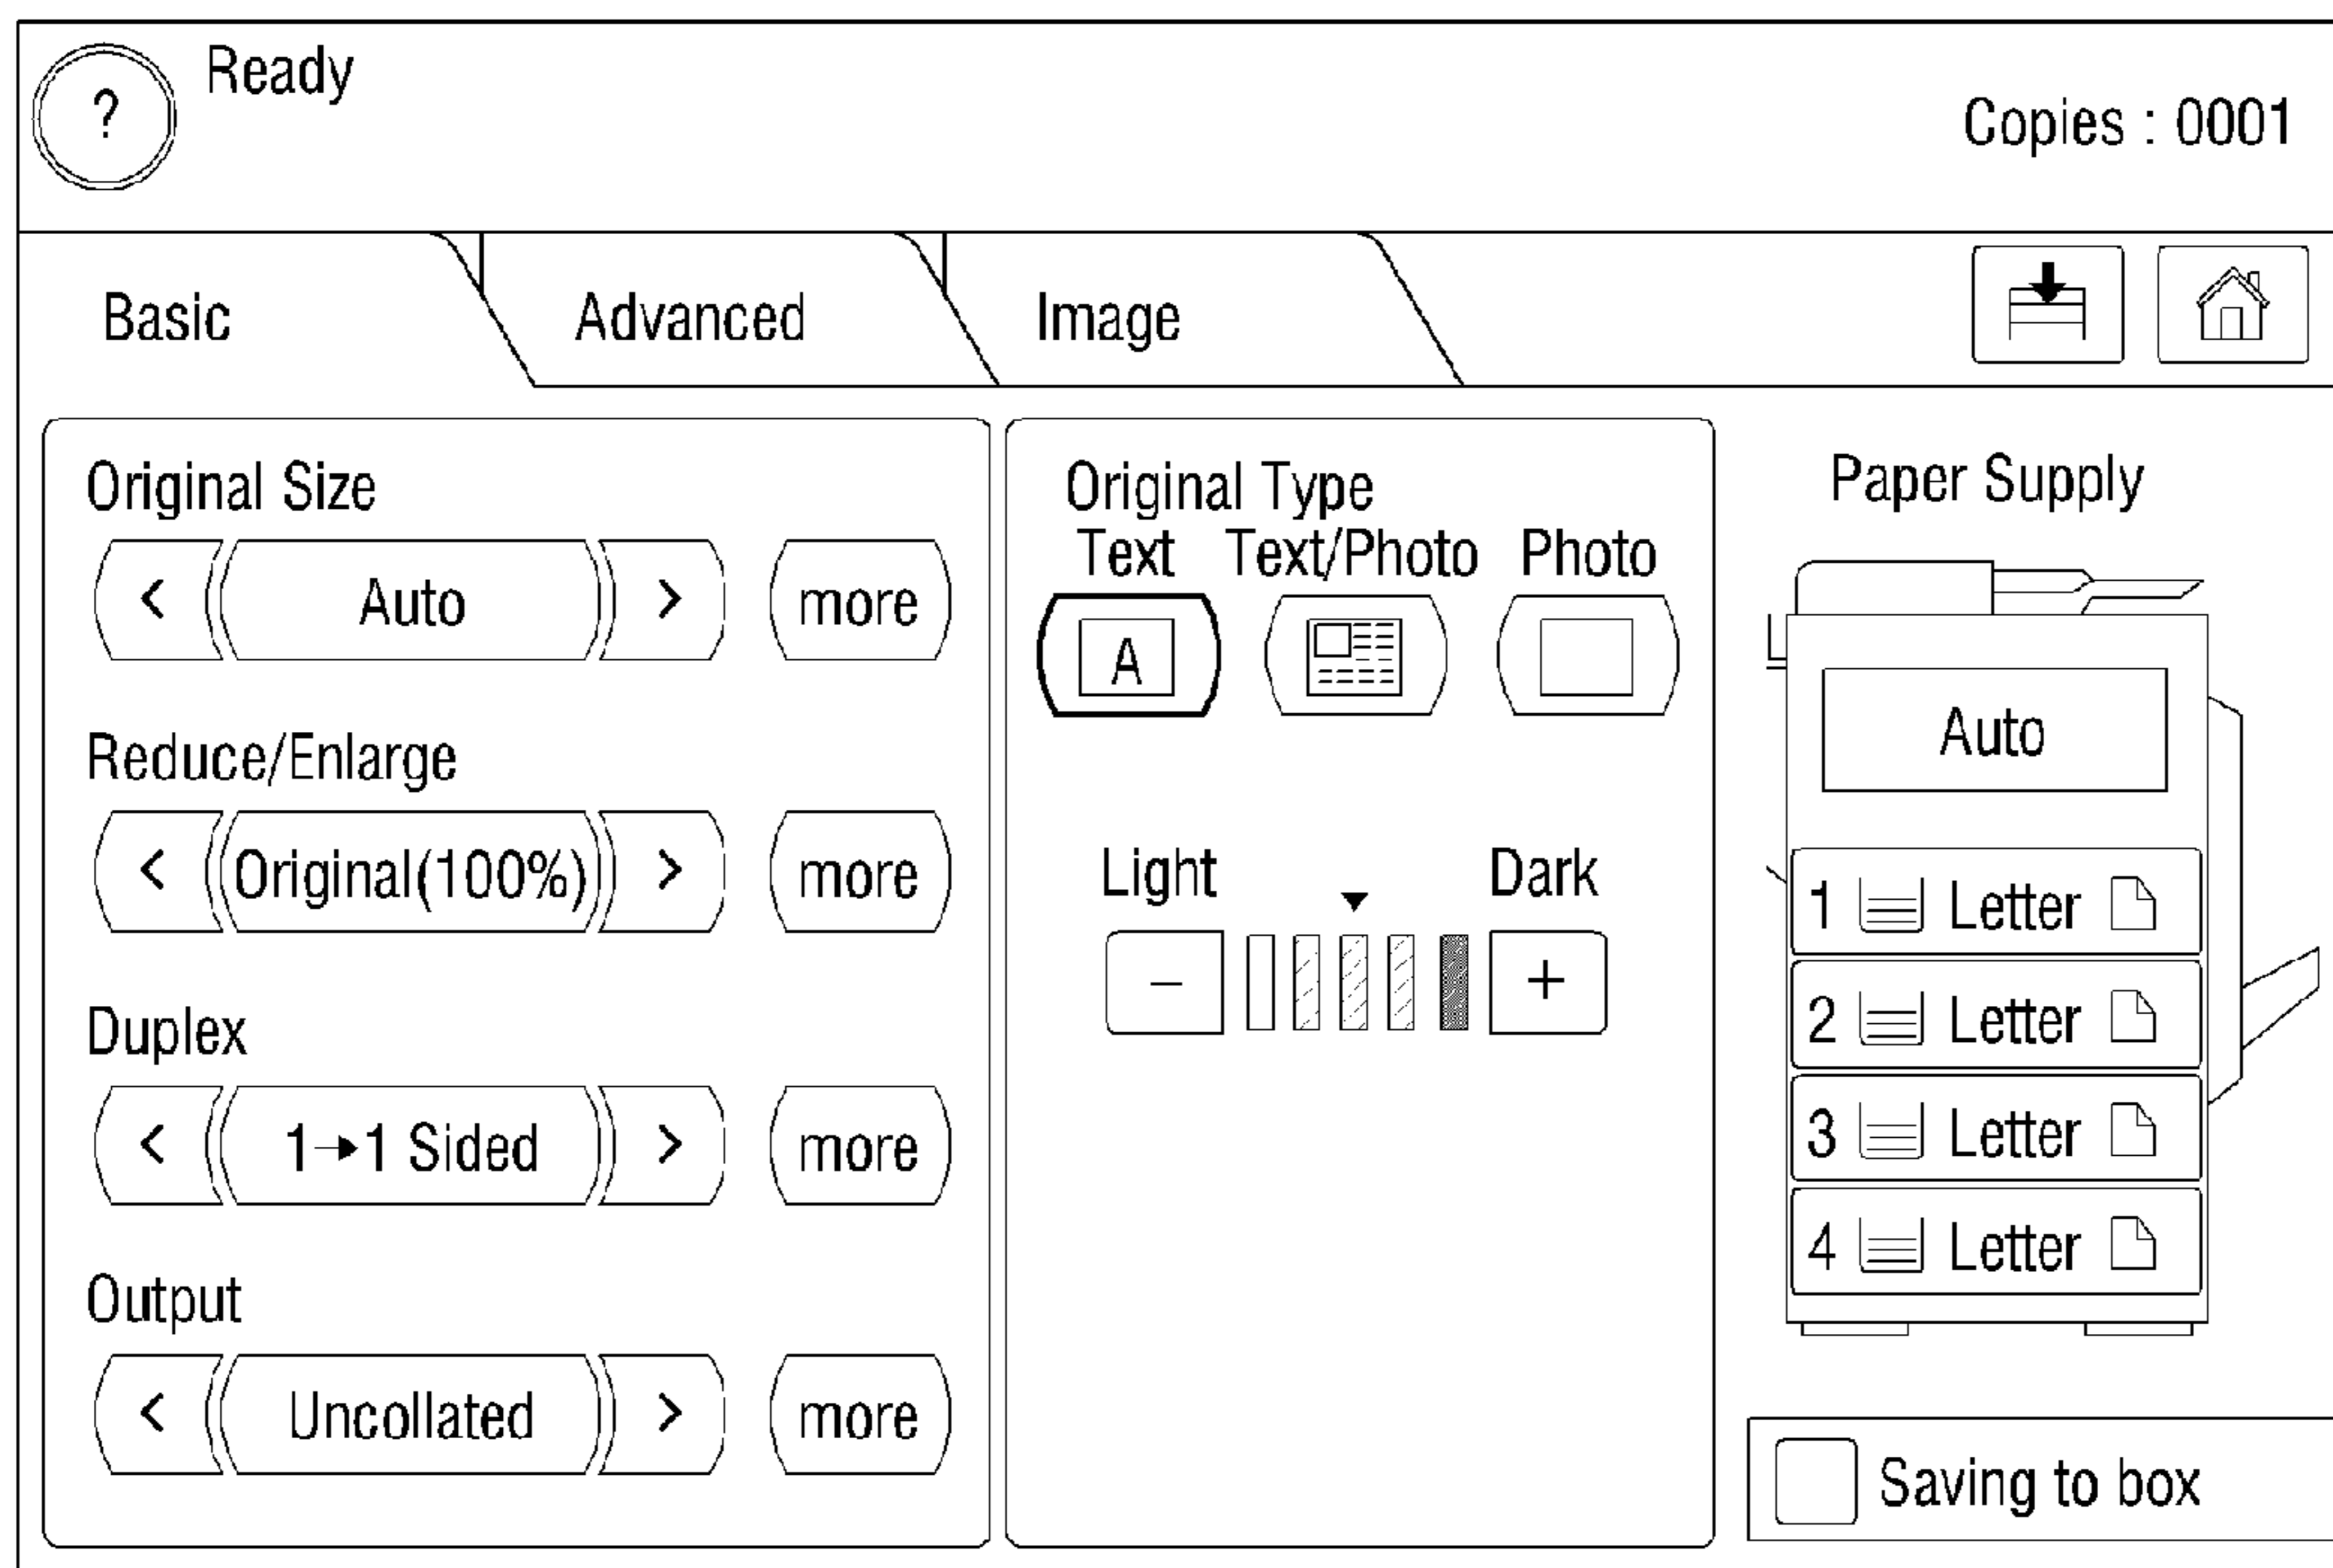 ?
Ready
Copies : 0001
Basic
Advanced
Image
Original Size
< Auto > more
Reduce/Enlarge
< Original(100%) > more
Duplex
< 1→1 Sided > more
Output
< Uncollated > more
Original Type
Text Text/Photo Photo
A
Light Dark
− +
Paper Supply
Auto
1 Letter
2 Letter
3 Letter
4 Letter
Saving to box